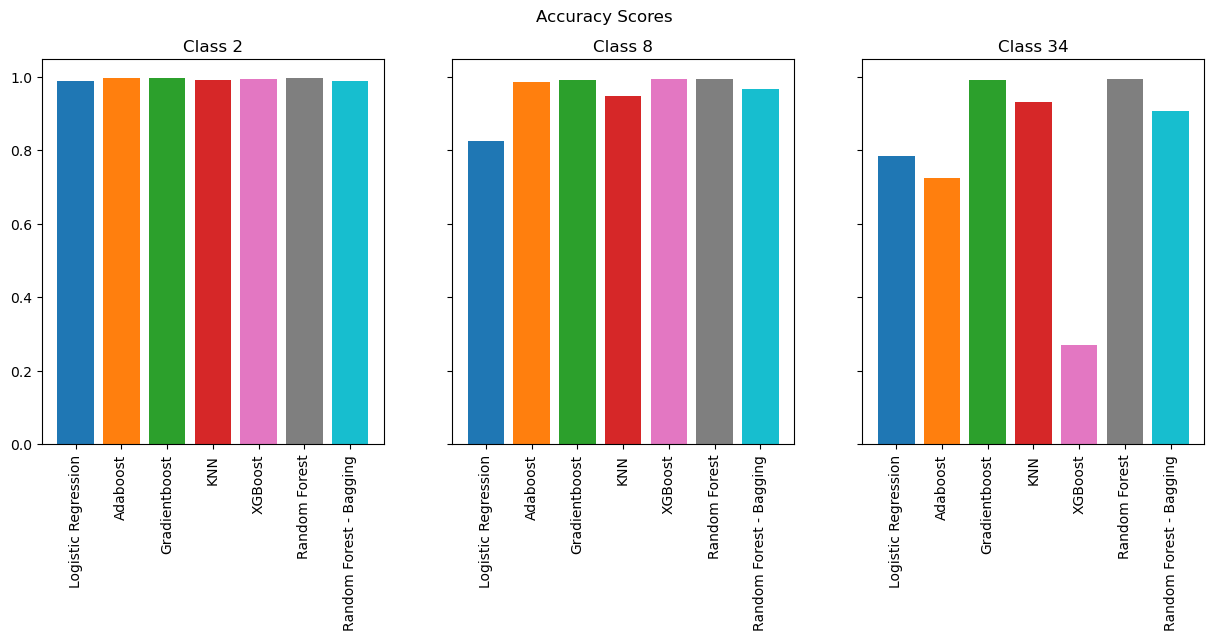 Accuracy Scores
Class 2
Class 8
Class 34
1.0
0.8
0.6
0.4
0.2
0.0
Logistic Regression
Adaboost
Gradientboost
KNN
XGBoost
Random Forest
Random Forest - Bagging
Logistic Regression
Adaboost
Gradientboost
KNN
XGBoost
Random Forest
Random Forest - Bagging
Logistic Regression
Adaboost
Gradientboost
KNN
XGBoost
Random Forest
Random Forest - Bagging